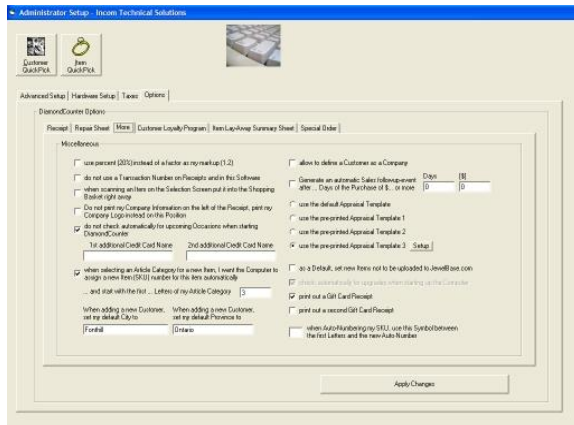 Administrator Setup - Incom Technical Solutions
Customer
QuickPick
Item
QuickPick
Advanced Setup
Hardware Setup
Taxes
Options
DiamondCounter Options
Receipt
Repair Sheet
More
Customer Loyalty Program
Item Lay-Away Summary Sheet
Special Order
Miscellaneous
use percent (20%) instead of a factor as my markup (1.2)
do not use a Transaction Number on Receipts and in this Software
when scanning an Item on the Selection Screen put it into the Shopping
Basket right away
Do not print my Company Information on the left of the Receipt, print my
Company Logo instead on this Position
do not check automatically for upcoming Occasions when starting
DiamondCounter
1st additional Credit Card Name
2nd additional Credit Card Name
when selecting an Article Category for a new Item, I want the Computer to
assign a new Item (SKU) number for this item automatically
... and start with the first ... Letters of my Article Category
3
When adding a new Customer,
set my default City to
When adding a new Customer,
set my default Province to
Fonthill
Ontario
allow to define a Customer as a Company
Generate an automatic Sales followup-event
after ... Days of the Purchase of $... or more
Days
[$]
0
0
use the default Appraisal Template
use the pre-printed Appraisal Template 1
use the pre-printed Appraisal Template 2
use the pre-printed Appraisal Template 3
Setup
as a Default, set new Items not to be uploaded to JewelBase.com
check automatically for upgrades when starting up the Computer
print out a Gift Card Receipt
print out a second Gift Card Receipt
when Auto-Numbering my SKU, use this Symbol between
the first Letters and the new Auto Number
Apply Changes